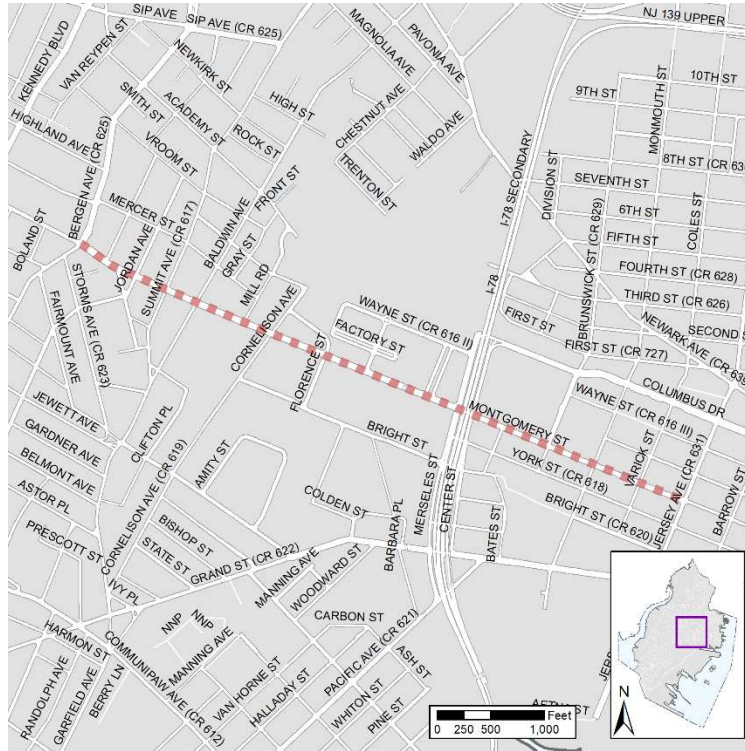 SIP AVE
SIP AVE (CR 625)
NJ 139 UPPER
KENNEDY BLVD
VAN REYPEN ST
NEWKIRK ST
MAGNOLIA AVE
PAVONIA AVE
10TH ST
9TH ST
MONMOUTH ST
SMITH ST
ACADEMY ST
HIGH ST
CHESTNUT AVE
WALDO AVE
HIGHLAND AVE
BERGEN AVE (CR 625)
VROOM ST
ROCK ST
FRONT ST
TRENTON ST
I-78 SECONDARY
DIVISION ST
8TH ST (CR 63
SEVENTH ST
COLES ST
BOLAND ST
MERCER ST
JORDAN AVE
SUMMIT AVE (CR 617)
BALDWIN AVE
GRAY ST
MILL RD
6TH ST
BRUNSWICK ST (CR 629)
FIFTH ST
FOURTH ST (CR 628)
I-78
THIRD ST (CR 626)
STORMS AVE (CR 623)
FAIRMOUNT AVE
CORNELISON AVE
WAYNE ST (CR 616 II)
FACTORY ST
FIRST ST
NEWARK AVE (CR 639)
SECOND S
FIRST ST (CR 727)
FLORENCE ST
COLUMBUS DR
JEWETT AVE
GARDNER AVE
BELMONT AVE
ASTOR PL
CLIFTON PL
MONTGOMERY ST
WAYNE ST (CR 616 III)
BRIGHT ST
AMITY ST
YORK ST (CR 618)
VARICK ST
JERSEY AVE (CR 631)
BARROW ST
CORNELISON AVE (CR 619)
MERSELES ST
CENTER ST
BRIGHT ST (CR 620)
COLDEN ST
BARBARA PL
BATES ST
PRESCOTT ST
BISHOP ST
STATE ST
IVY PL
GRAND ST (CR 622)
MANNING AVE
WOODWARD ST
HARMON ST
NNP
NNP
CARBON ST
PACIFIC AVE (CR 621)
COMMUNIPAW AVE (CR 612)
MANNING AVE
ASH ST
RANDOLPH AVE
GARFIELD AVE
BERRY LN
VAN HORNE ST
HALLADAY ST
WHITON ST
PINE ST
JER
AETNA ST
N
Feet
0 250 500 1,000